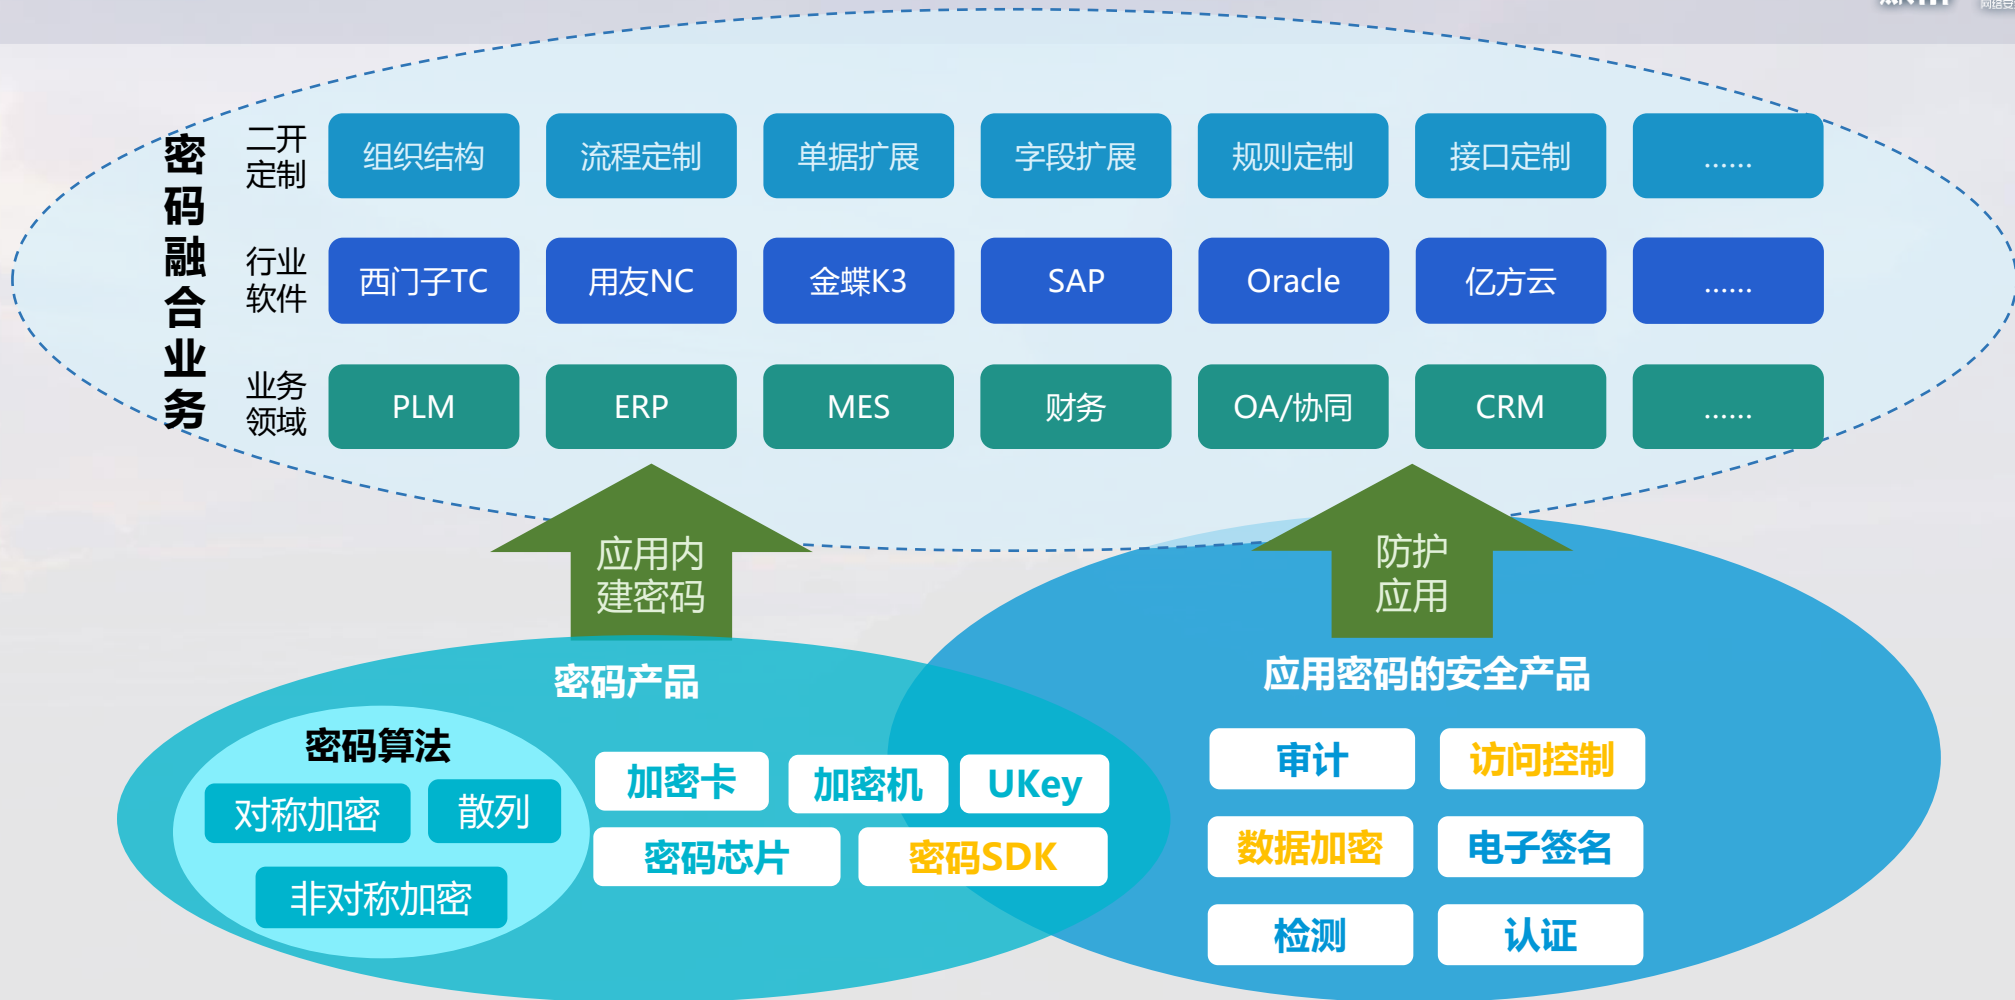 密码融合业务
二开
定制
组织结构
流程定制
单据扩展
字段扩展
规则定制
接口定制
......
行业
软件
西门子TC
用友NC
金蝶K3
SAP
Oracle
亿方云
......
业务
领域
PLM
ERP
MES
财务
OA/协同
CRM
......
应用内
建密码
防护
应用
密码产品
密码算法
对称加密
散列
非对称加密
加密卡
加密机
UKey
密码芯片
密码SDK
应用密码的安全产品
审计
访问控制
数据加密
电子签名
检测
认证